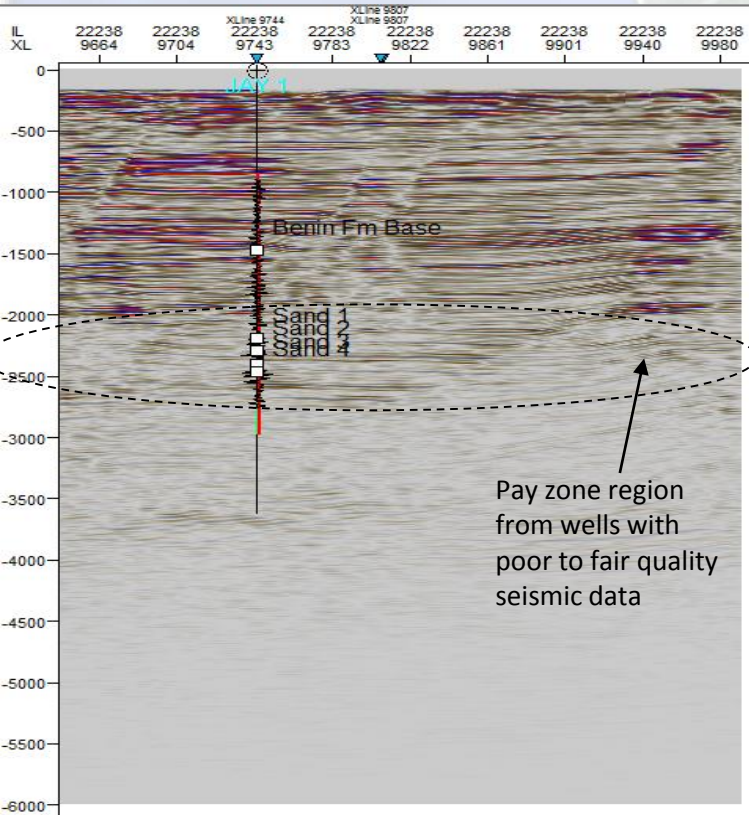 XLine 9807
XLine 9744 XLine 9807
IL 22238 22238 22238 22238 22238 22238 22238 22238 22238
XL 9664 9704 9743 9783 9822 9861 9901 9940 9980
0
JAY 1
-500
-1000
Benin Fm Base
-1500
-2000
Sand 1
Sand 2
Sand 3
Sand 4
-2500
-3000
Pay zone region
-3500
from wells with
poor to fair quality
-4000
seismic data
-4500
-5000
-5500
-6000